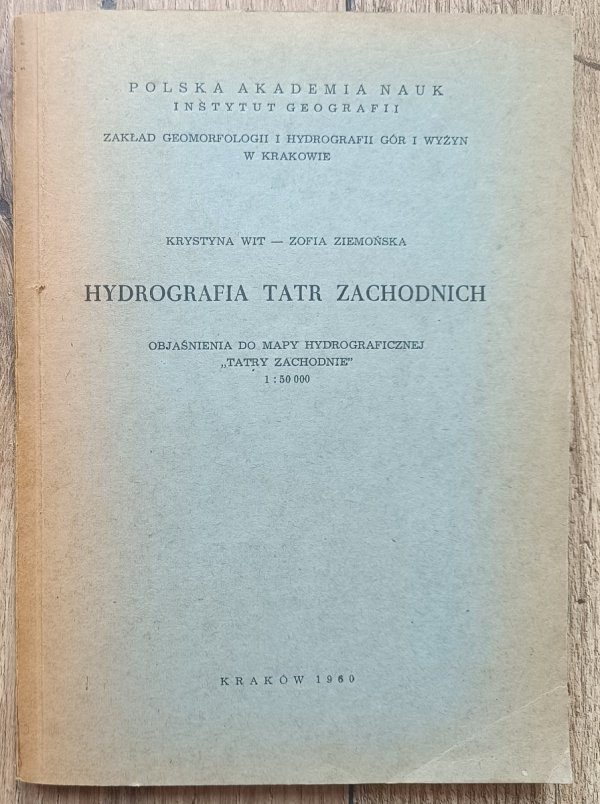 POLSKA AKADEMIA NAUK
INSTYTUT GEOGRAFII
ZAKŁAD GEOMORFOLOGII I HYDROGRAFII GÓR I WYŻYN
W KRAKOWIE
KRYSTYNA WIT — ZOFIA ZIEMOŃSKA
HYDROGRAFIA TATR ZACHODNICH
OBJAŚNIENIA DO MAPY HYDROGRAFICZNEJ
„TATRY ZACHODNIE”
1 : 50 000
KRAKÓW 1960